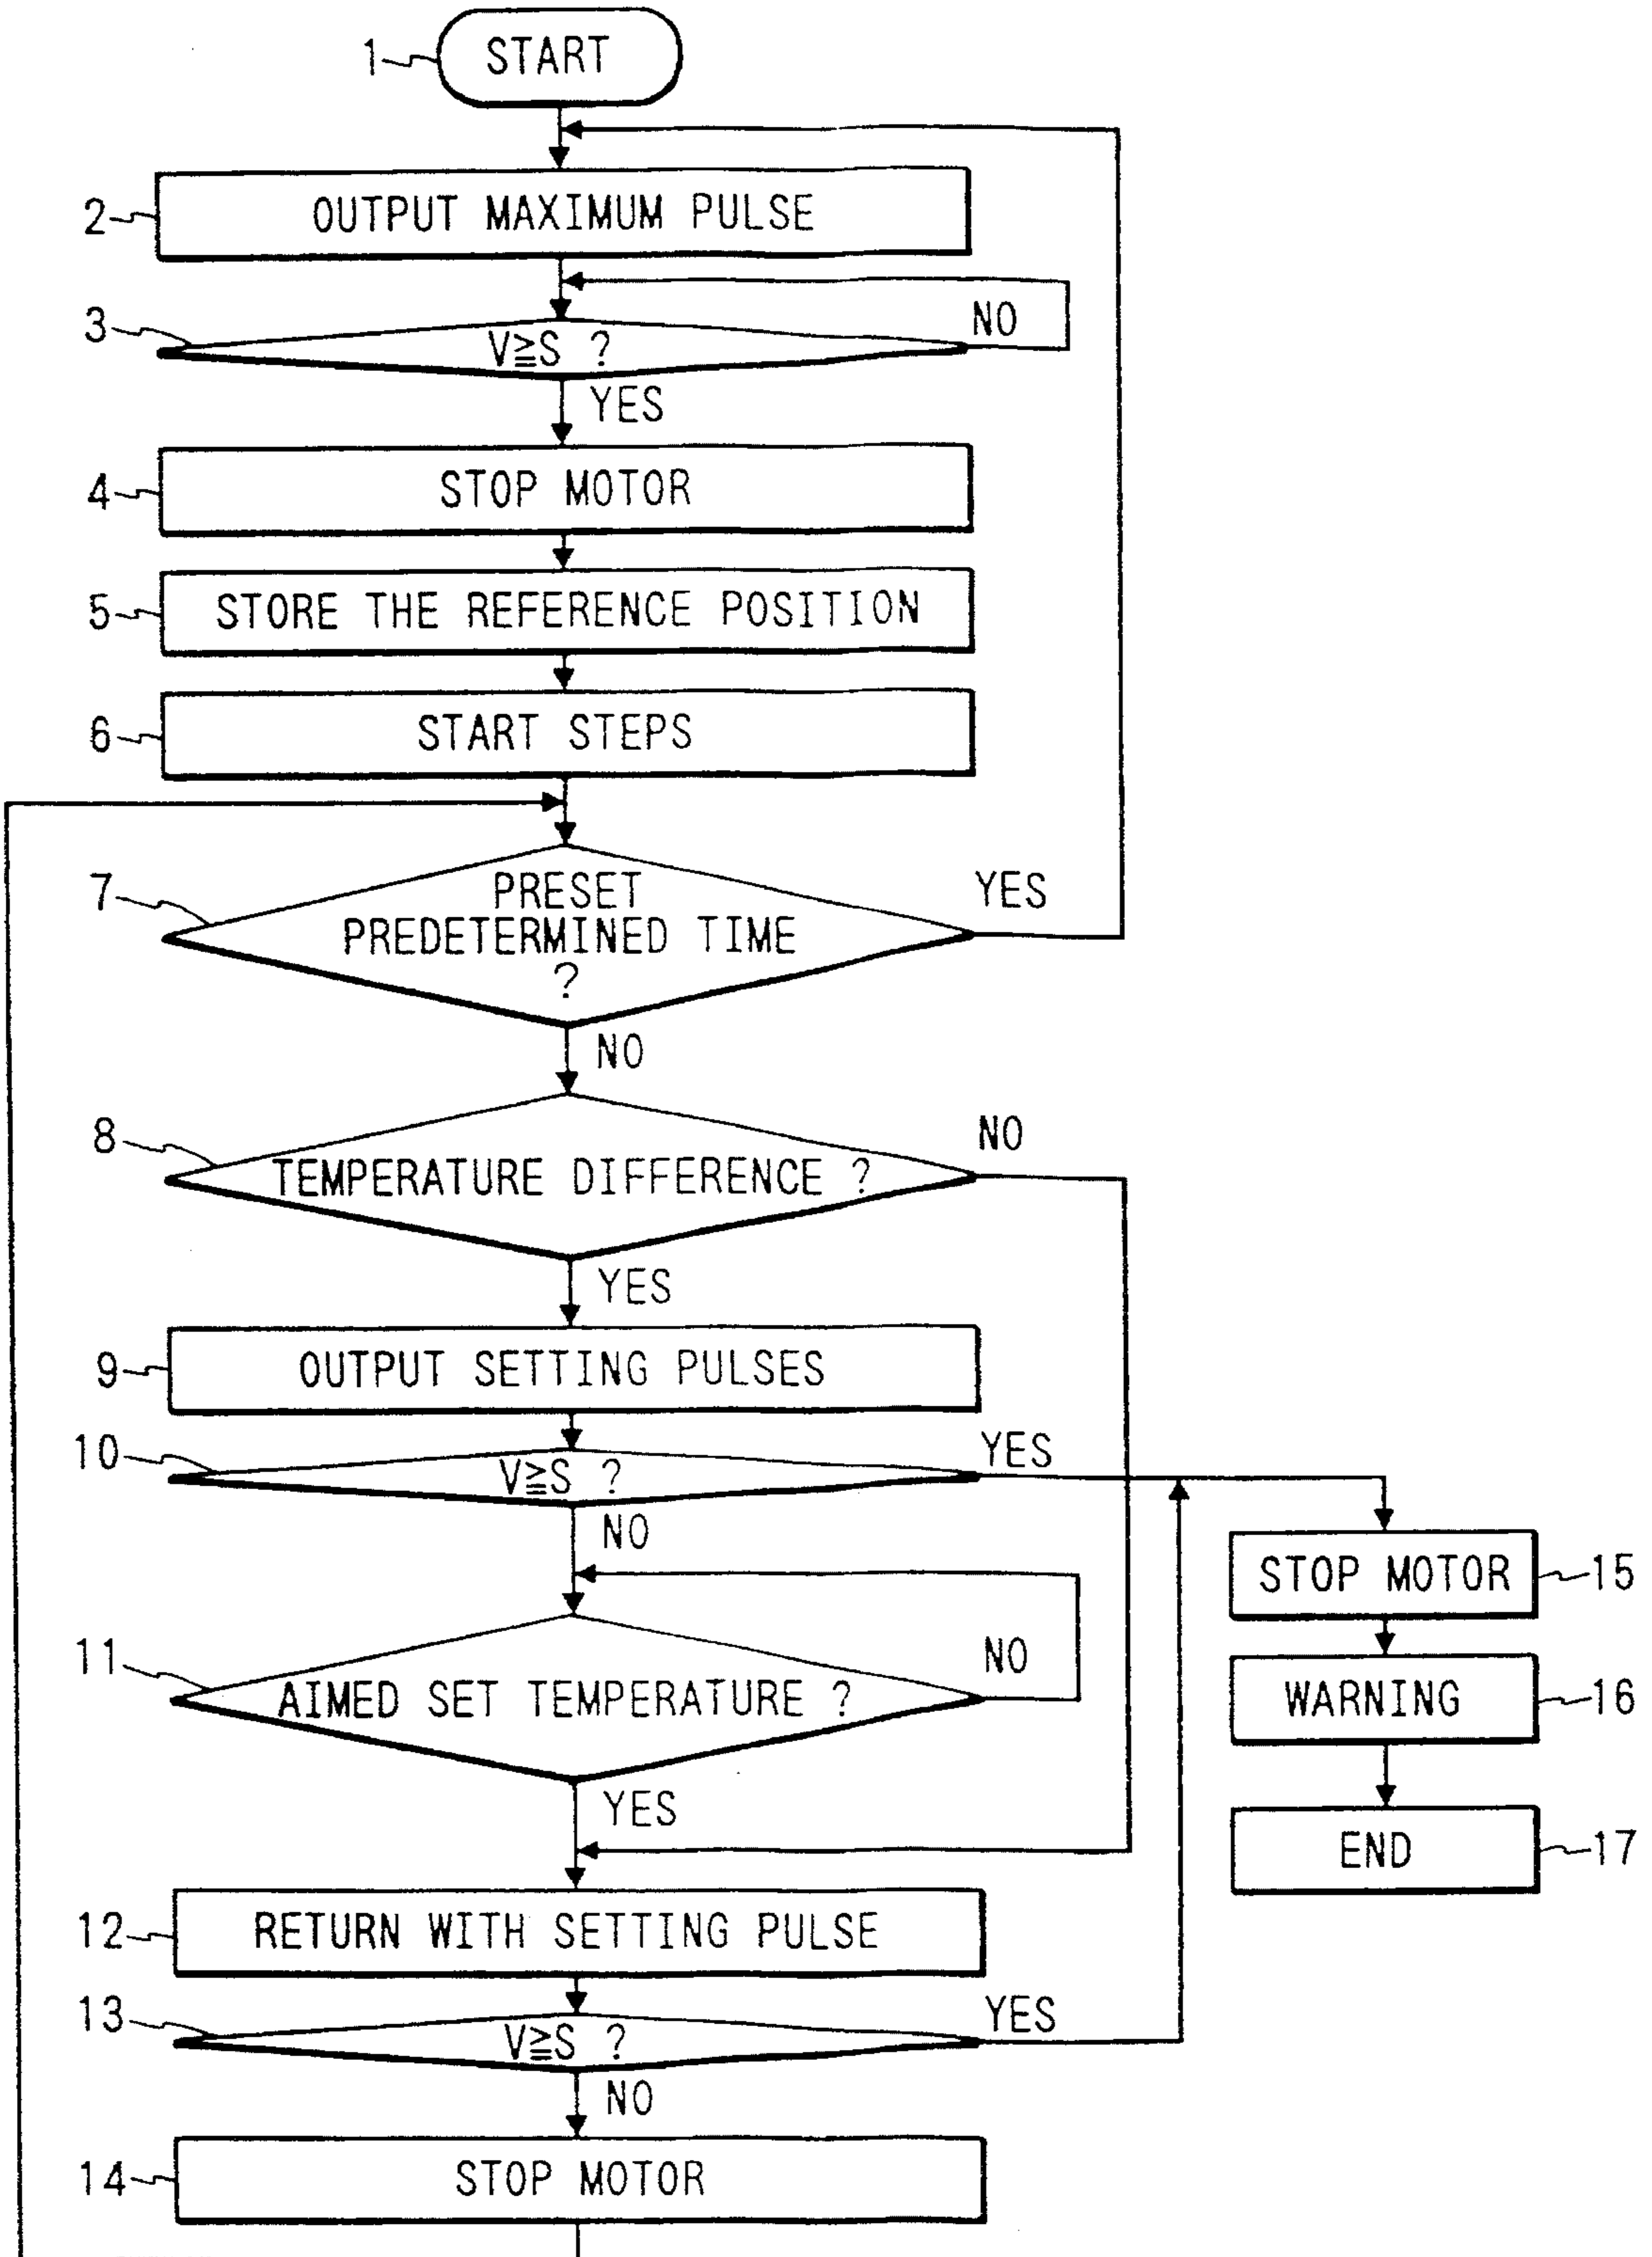 1
START
2
OUTPUT MAXIMUM PULSE
3
V≧S ?
NO
YES
4
STOP MOTOR
5
STORE THE REFERENCE POSITION
6
START STEPS
7
PRESET
PREDETERMINED TIME
?
YES
NO
8
TEMPERATURE DIFFERENCE ?
NO
YES
9
OUTPUT SETTING PULSES
10
V≧S ?
YES
NO
STOP MOTOR
15
11
AIMED SET TEMPERATURE ?
NO
WARNING
16
YES
END
17
12
RETURN WITH SETTING PULSE
13
V≧S ?
YES
NO
14
STOP MOTOR